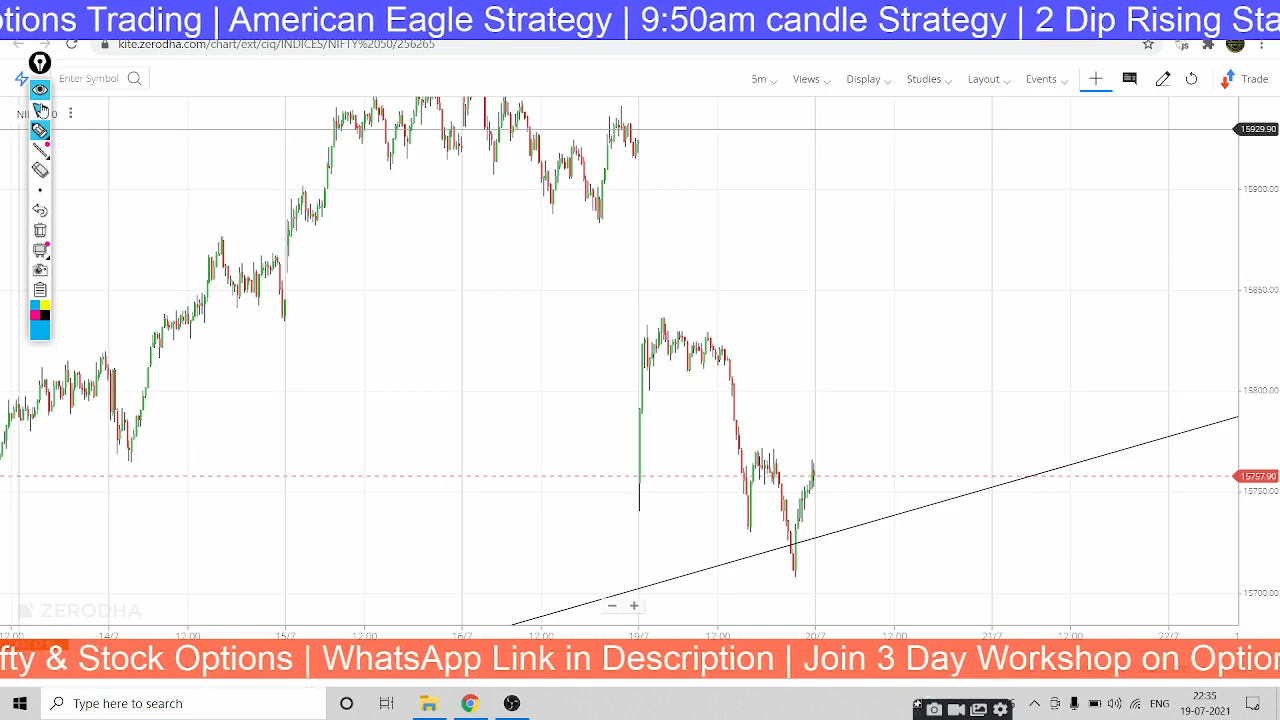 ptions Trading | American Eagle Strategy | 9:50am candle Strategy | 2 Dip Rising Sta
kite.zerodha.com/chart/ext/ciq/INDICES/NIFTY%2050/256265
Enter Symbol
5m Views Display Studies Layout Events Trade
15929.90
15900.00
15850.00
15800.00
15757.90
15750.00
15700.00
ZERODHA
12:00 14/7 12:00 15/7 12:00 16/7 12:00 19/7 12:00 20/7 12:00 21/7 12:00 22/7 1
fty & Stock Options | WhatsApp Link in Description | Join 3 Day Workshop on Option
Type here to search
ENG
22:35
19-07-2021